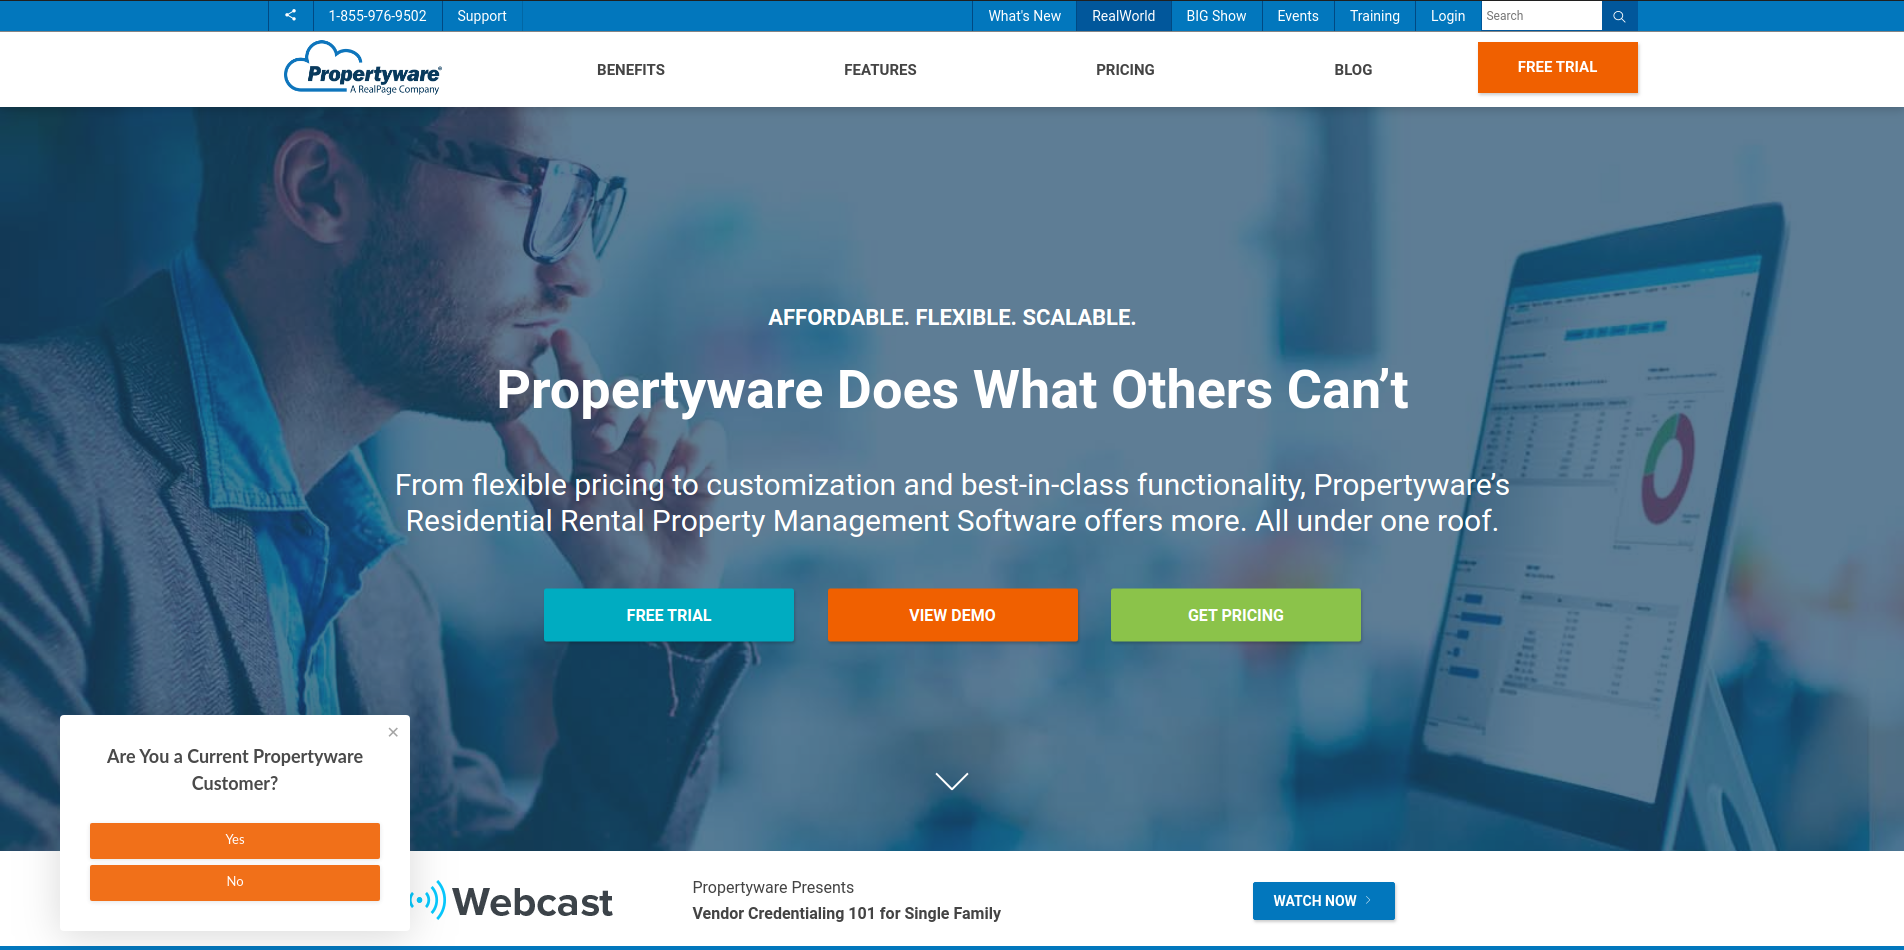 1-855-976-9502
Support
What's New
RealWorld
BIG Show
Events
Training
Login
Search
Propertyware®
A RealPage Company
BENEFITS
FEATURES
PRICING
BLOG
FREE TRIAL
AFFORDABLE. FLEXIBLE. SCALABLE.
Propertyware Does What Others Can’t
From flexible pricing to customization and best-in-class functionality, Propertyware’s
Residential Rental Property Management Software offers more. All under one roof.
FREE TRIAL
VIEW DEMO
GET PRICING
Are You a Current Propertyware
Customer?
Yes
No
Webcast
Propertyware Presents
Vendor Credentialing 101 for Single Family
WATCH NOW